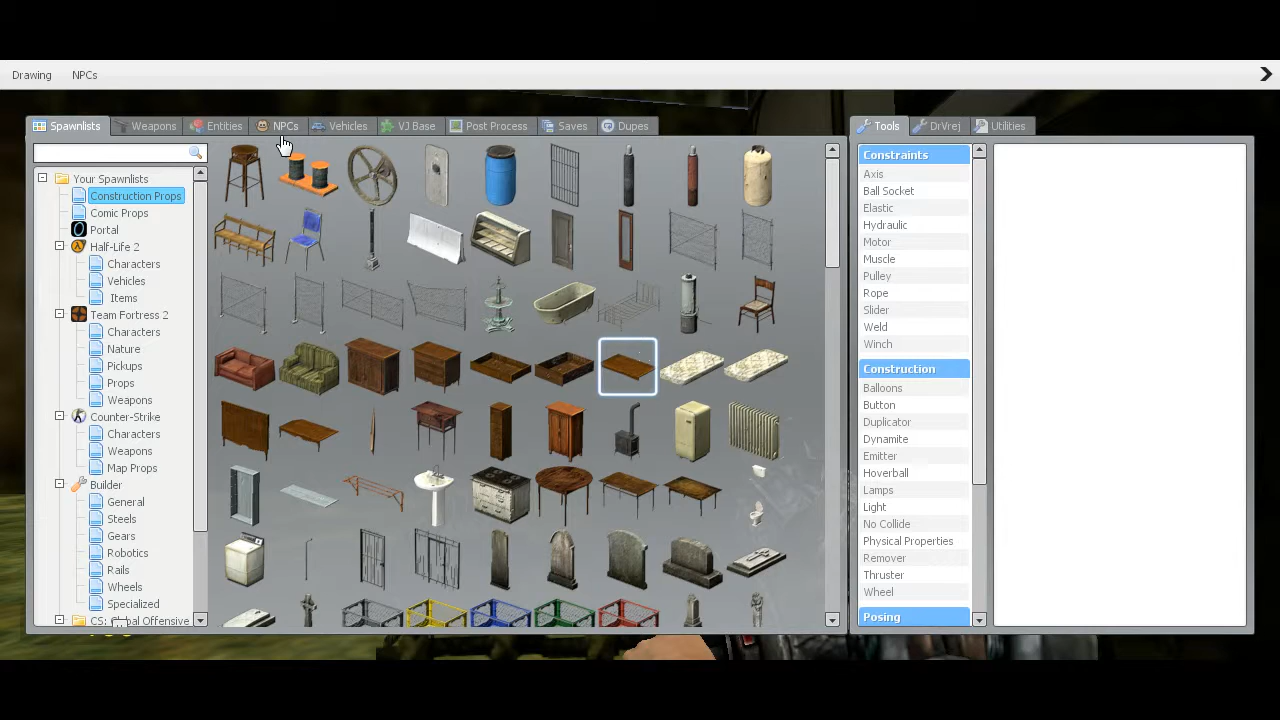 Drawing NPCs
Spawnlists Weapons Entities NPCs Vehicles VJ Base Post Process Saves Dupes
Tools DrVrej Utilities
Your Spawnlists
Construction Props
Comic Props
Portal
Half-Life 2
Characters
Vehicles
Items
Team Fortress 2
Characters
Nature
Pickups
Props
Weapons
Counter-Strike
Characters
Weapons
Map Props
Builder
General
Steels
Gears
Robotics
Rails
Wheels
Specialized
CS: Global Offensive
Constraints
Axis
Ball Socket
Elastic
Hydraulic
Motor
Muscle
Pulley
Rope
Slider
Weld
Winch
Construction
Balloons
Button
Duplicator
Dynamite
Emitter
Hoverball
Lamps
Light
No Collide
Physical Properties
Remover
Thruster
Wheel
Posing